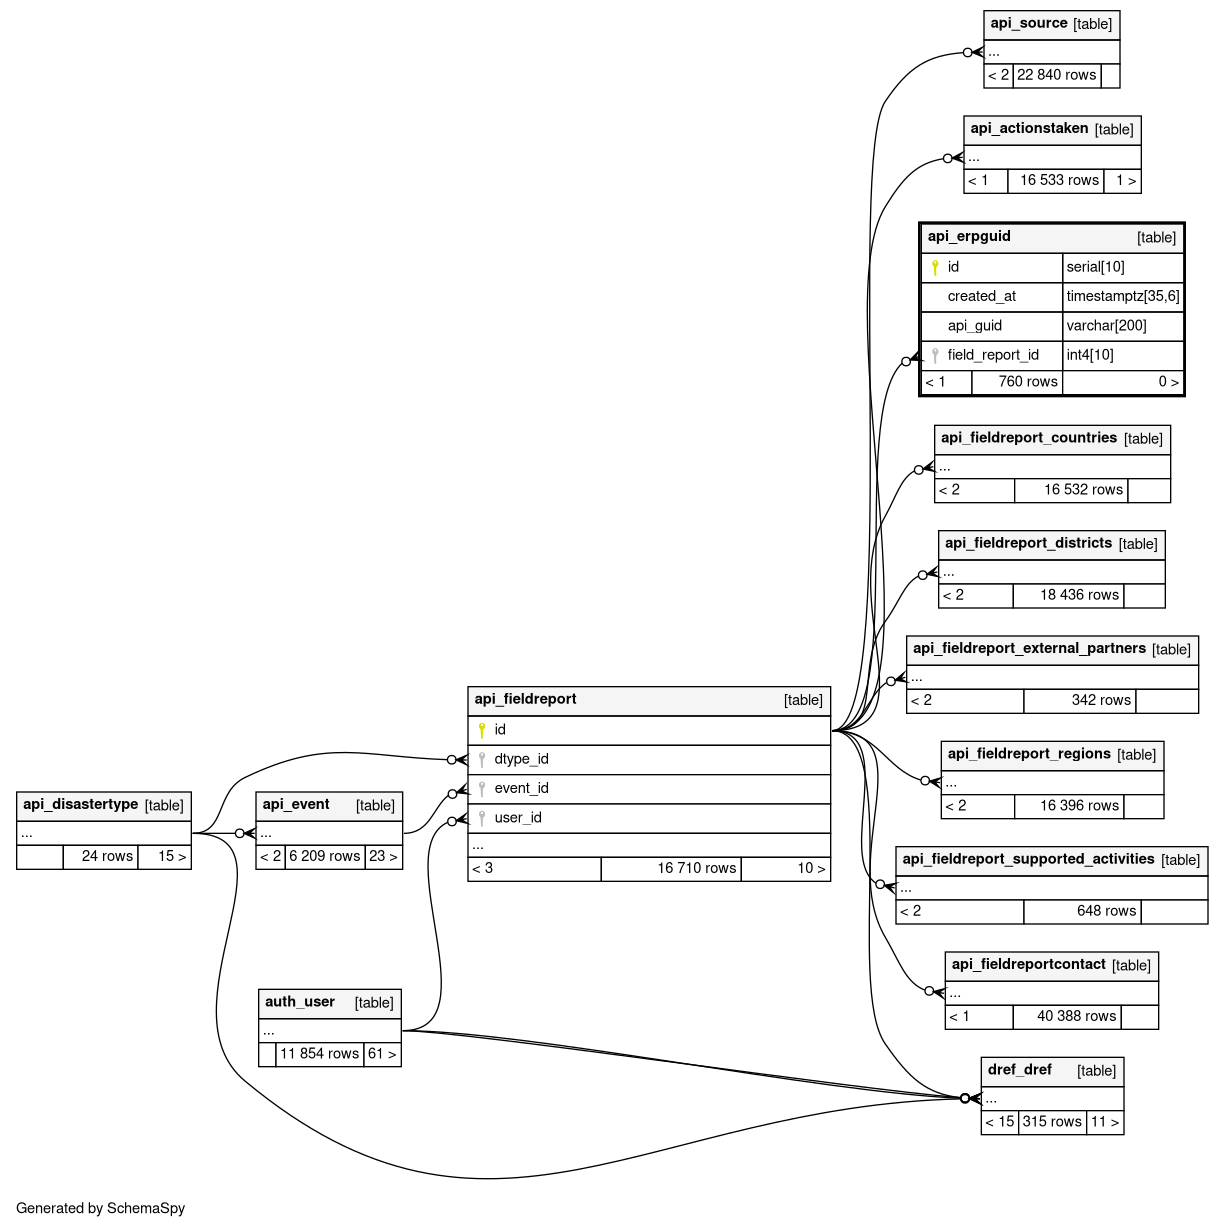 api_source [table]
...
< 2 22 840 rows
api_actionstaken [table]
...
< 1 16 533 rows 1 >
api_erpguid [table]
id serial[10]
created_at timestamptz[35,6]
api_guid varchar[200]
field_report_id int4[10]
< 1 760 rows 0 >
api_fieldreport_countries [table]
...
< 2 16 532 rows
api_fieldreport_districts [table]
...
< 2 18 436 rows
api_fieldreport_external_partners [table]
...
< 2 342 rows
api_fieldreport [table]
id
dtype_id
event_id
user_id
...
< 3 16 710 rows 10 >
api_fieldreport_regions [table]
...
< 2 16 396 rows
api_disastertype [table]
...
24 rows 15 >
api_event [table]
...
< 2 6 209 rows 23 >
api_fieldreport_supported_activities [table]
...
< 2 648 rows
api_fieldreportcontact [table]
...
< 1 40 388 rows
auth_user [table]
...
11 854 rows 61 >
dref_dref [table]
...
< 15 315 rows 11 >
Generated by SchemaSpy